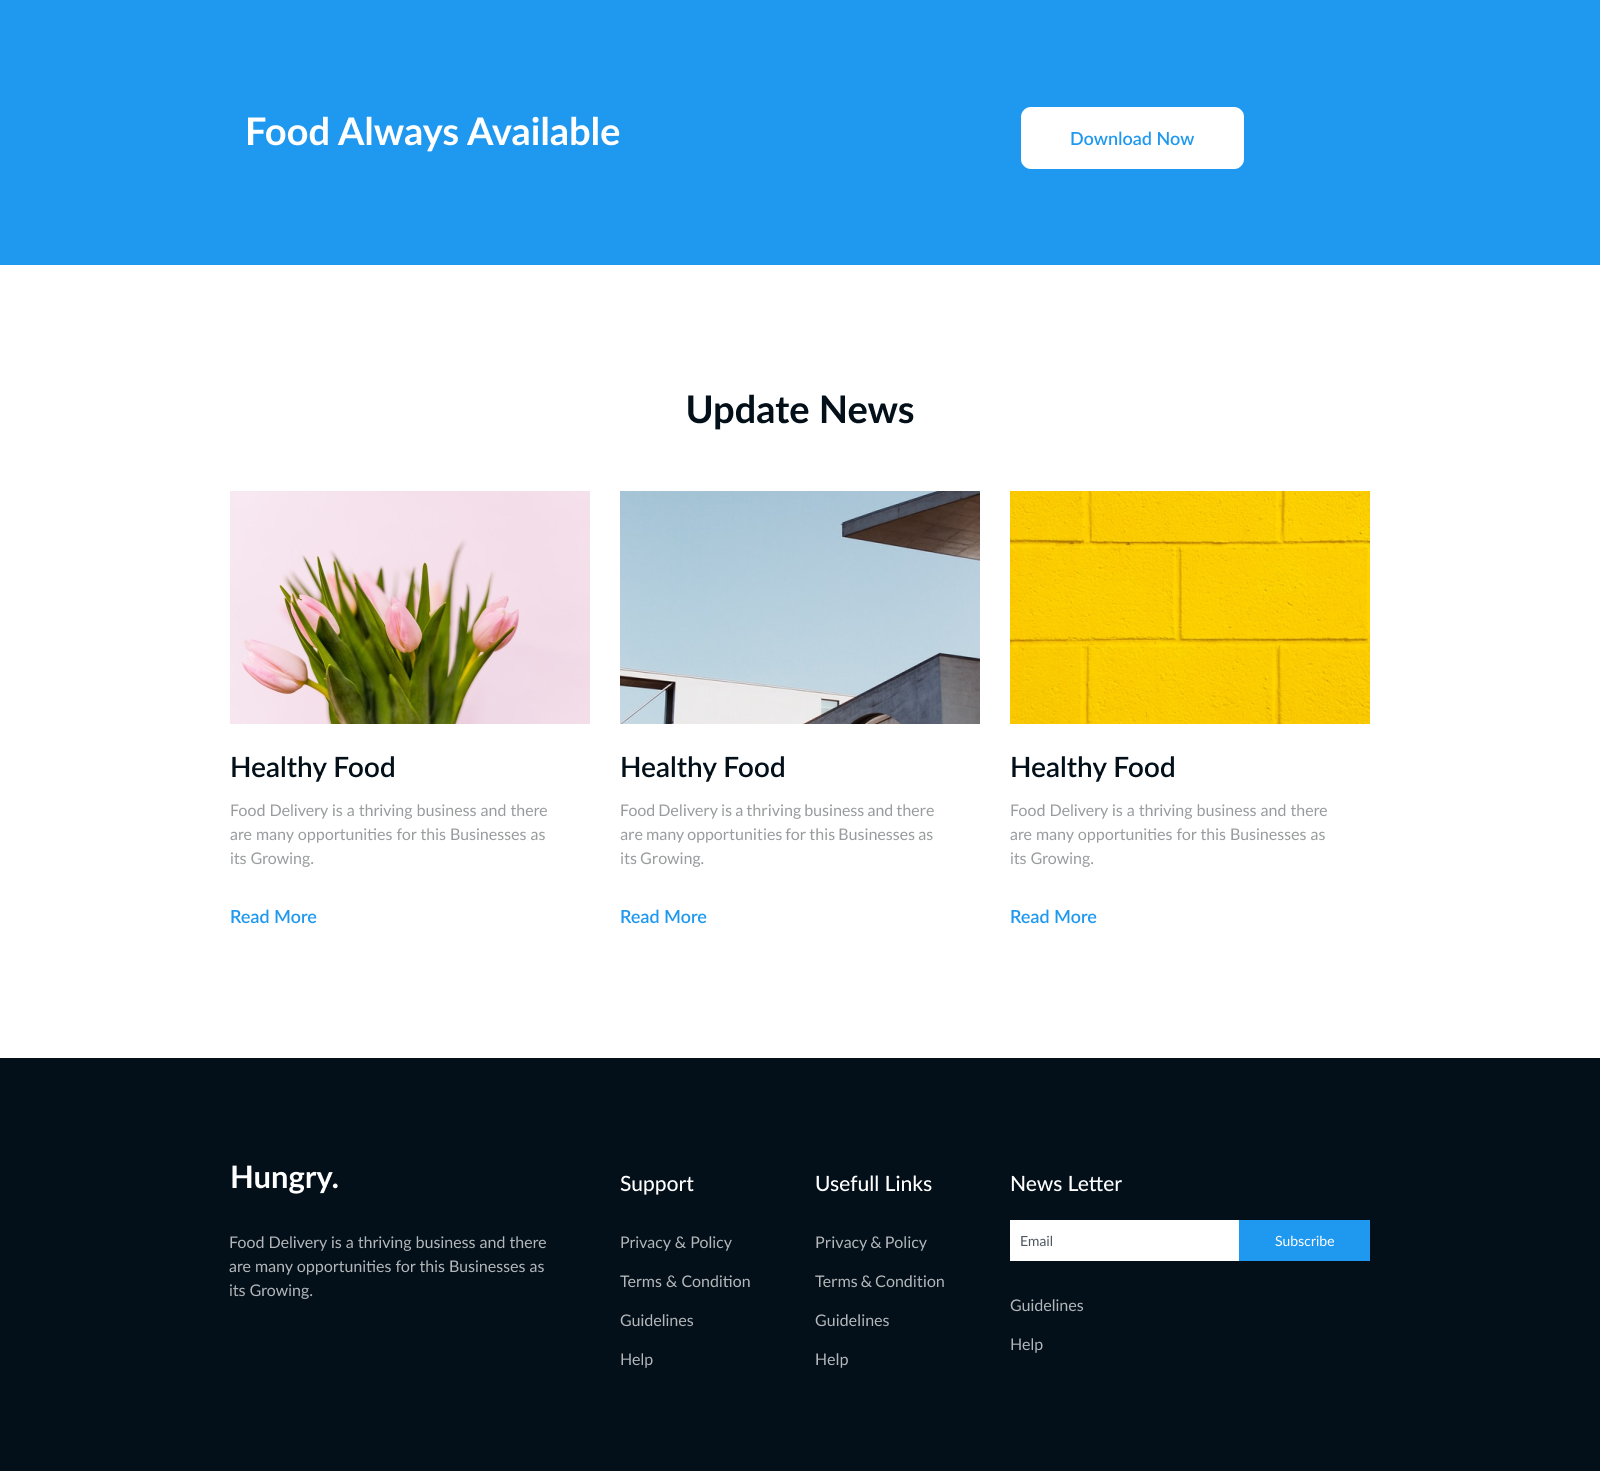 Food Always Available
Download Now
Update News
Healthy Food
Food Delivery is a thriving business and there
are many opportunities for this Businesses as
its Growing.
Read More
Healthy Food
Food Delivery is a thriving business and there
are many opportunities for this Businesses as
its Growing.
Read More
Healthy Food
Food Delivery is a thriving business and there
are many opportunities for this Businesses as
its Growing.
Read More
Hungry.
Food Delivery is a thriving business and there
are many opportunities for this Businesses as
its Growing.
Support
Privacy & Policy
Terms & Condition
Guidelines
Help
Usefull Links
Privacy & Policy
Terms & Condition
Guidelines
Help
News Letter
Email
Subscribe
Guidelines
Help